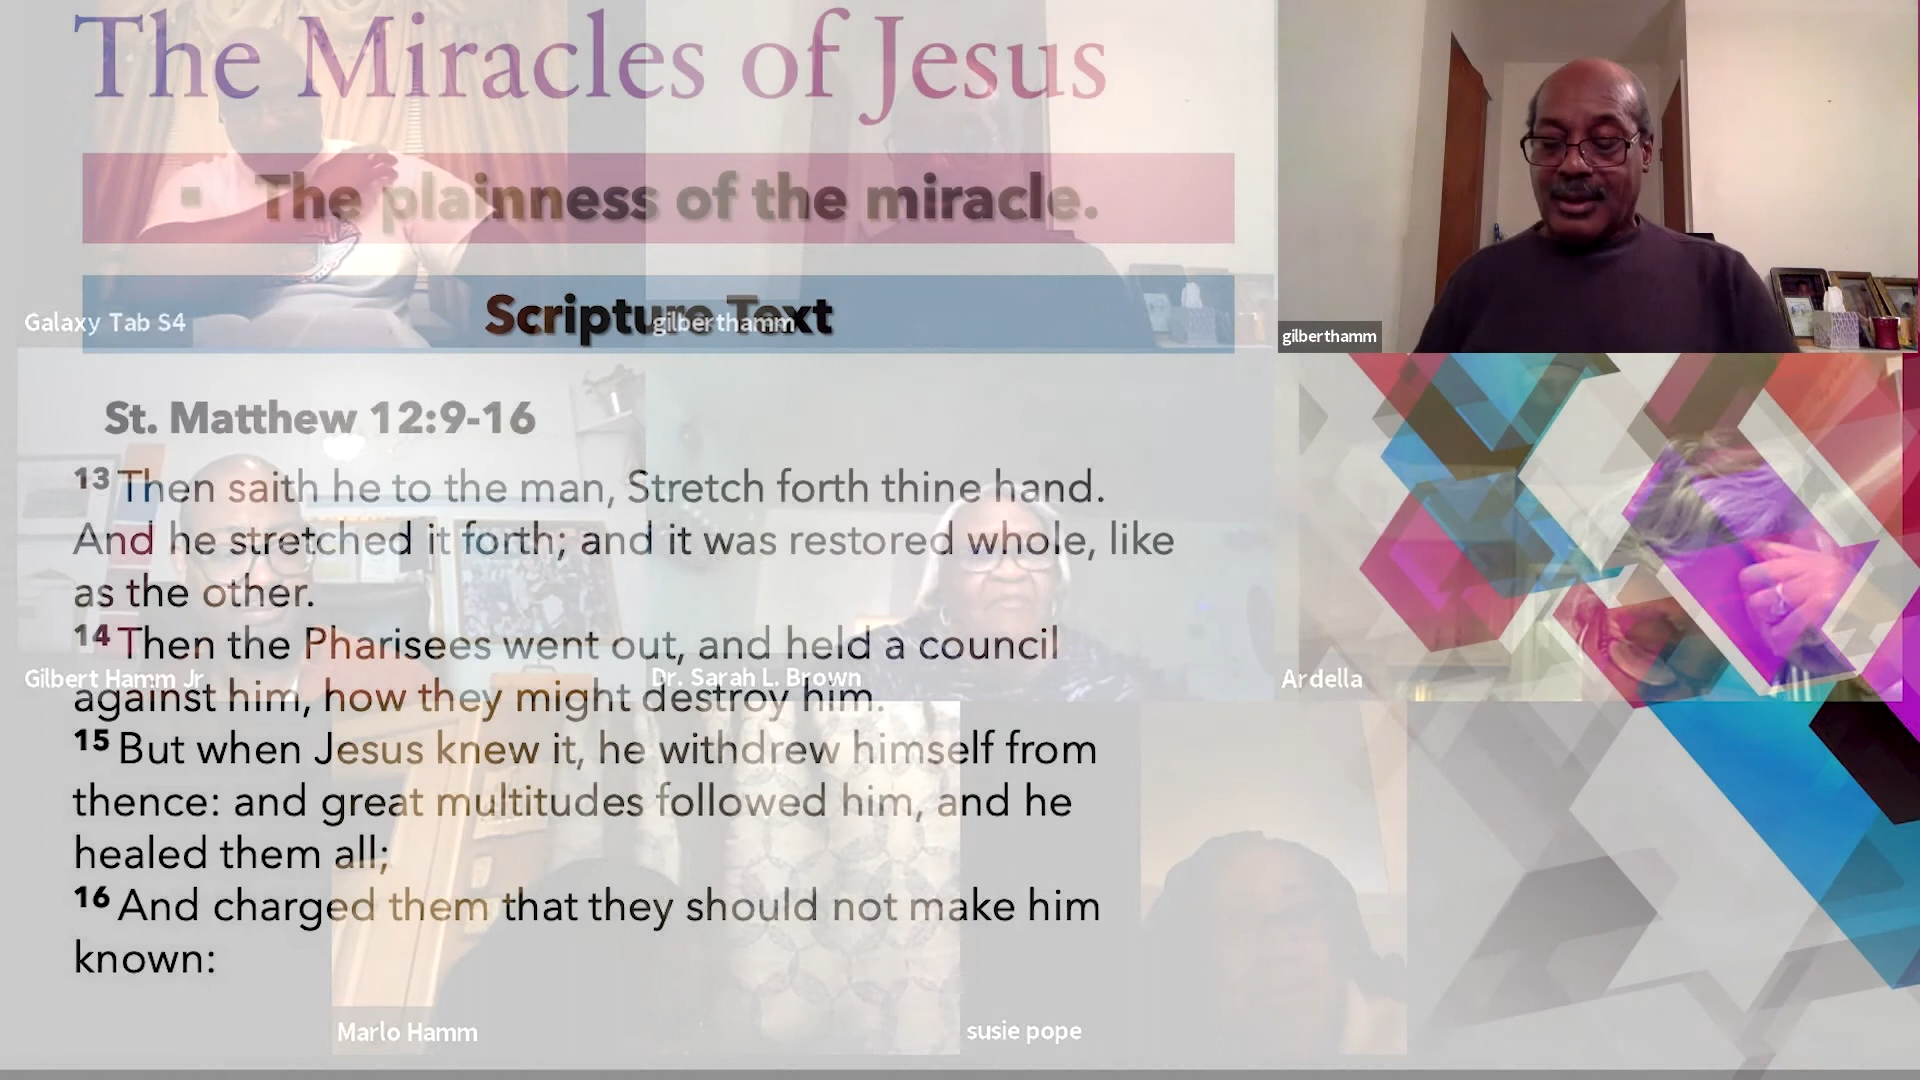 The Miracles of Jesus
▪ The plainness of the miracle.
Scripture Text
Galaxy Tab S4
gilberthamm
gilberthamm
St. Matthew 12:9-16
13 Then saith he to the man, Stretch forth thine hand.
And he stretched it forth; and it was restored whole, like
as the other.
14 Then the Pharisees went out, and held a council
Gilbert Hamm Jr
Dr. Sarah L. Brown
Ardella
against him, how they might destroy him.
15 But when Jesus knew it, he withdrew himself from
thence: and great multitudes followed him, and he
healed them all;
16 And charged them that they should not make him
known:
Marlo Hamm
susie pope